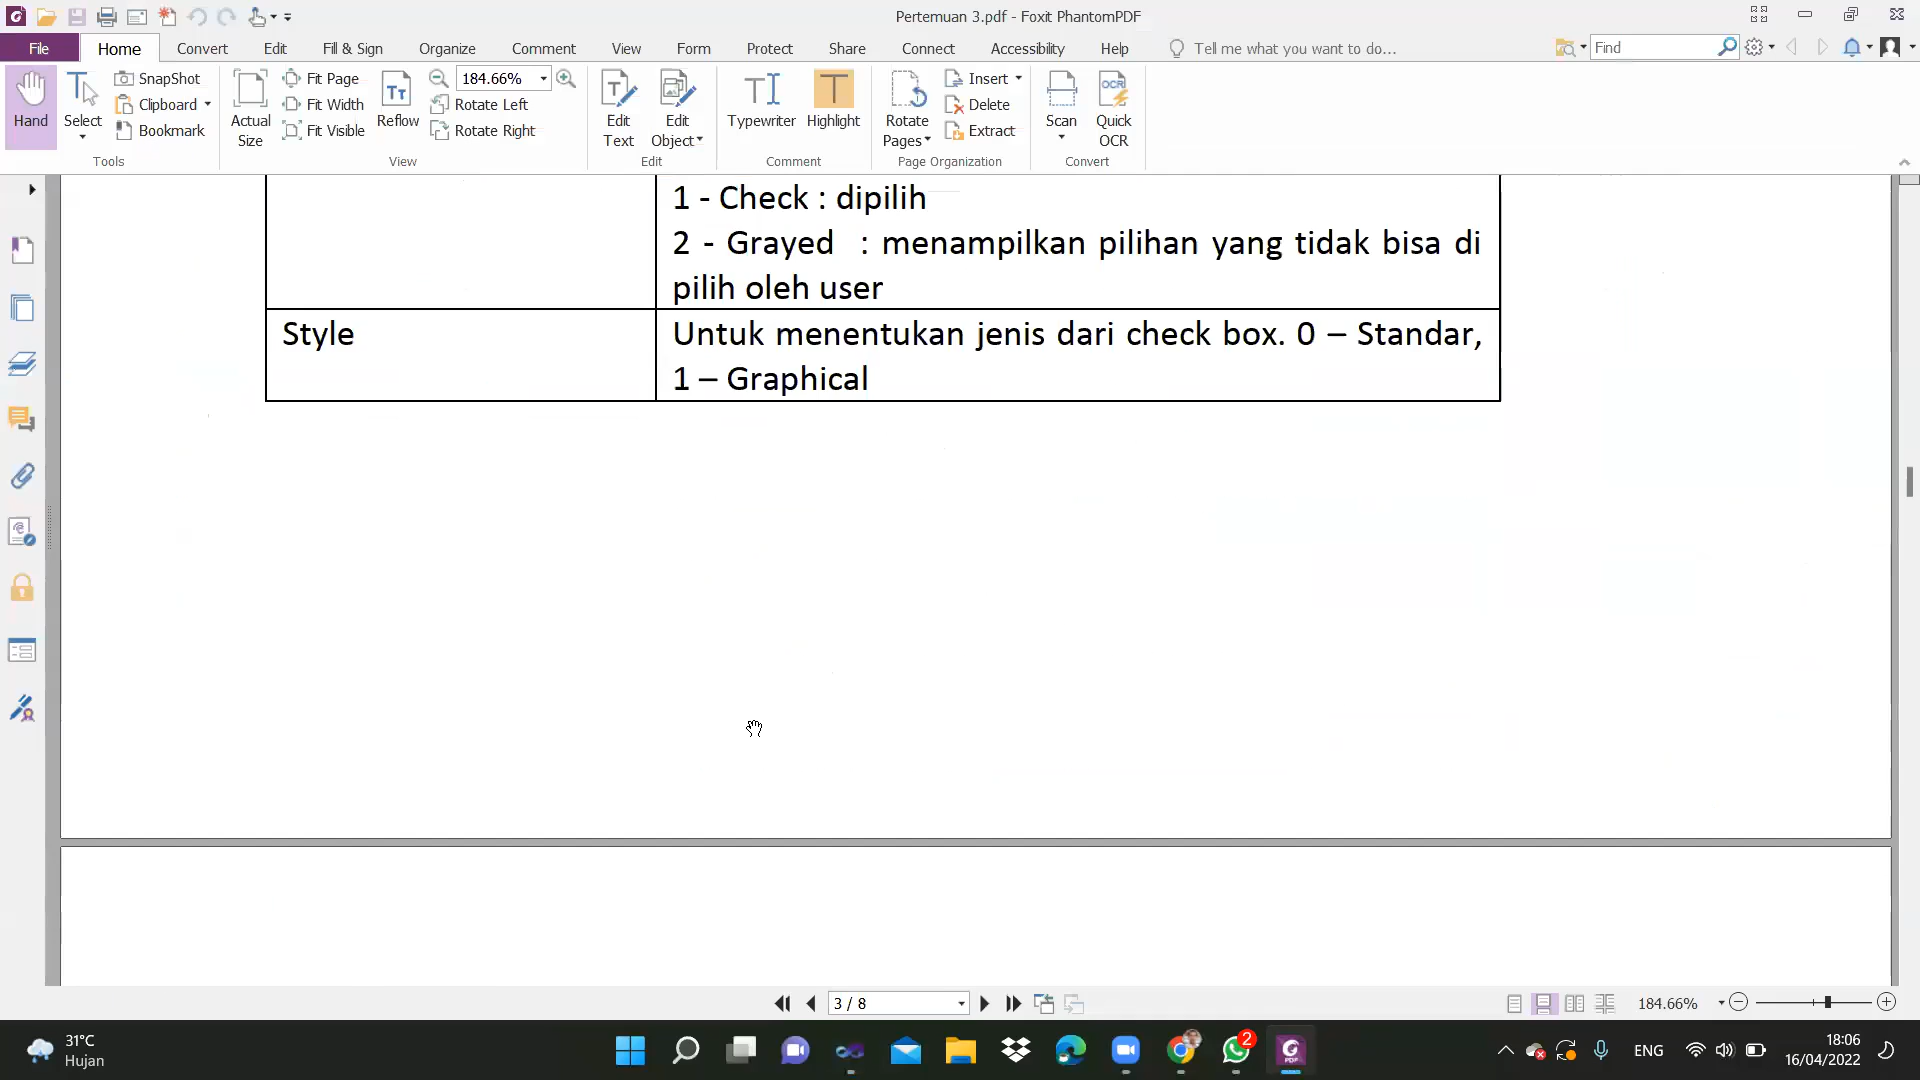 Pertemuan 3.pdf - Foxit PhantomPDF
File Home Convert Edit Fill & Sign Organize Comment View Form Protect Share Connect Accessibility Help Tell me what you want to do... Find
Hand
Select
SnapShot
Clipboard
Bookmark
Tools
Actual Size
Fit Page
Fit Width
Fit Visible
Reflow
184.66%
Rotate Left
Rotate Right
View
Edit Text
Edit Object
Edit
Typewriter
Highlight
Comment
Rotate Pages
Insert
Delete
Extract
Page Organization
Scan
Quick OCR
Convert
1 - Check : dipilih
2 - Grayed : menampilkan pilihan yang tidak bisa di
pilih oleh user
Style
Untuk menentukan jenis dari check box. 0 – Standar,
1 – Graphical
3 / 8
184.66%
31°C
Hujan
2
ENG
18:06
16/04/2022